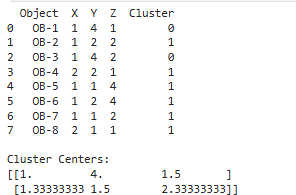 Object X Y Z Cluster
0 OB-1 1 4 1 0
1 OB-2 1 2 2 1
2 OB-3 1 4 2 0
3 OB-4 2 2 1 1
4 OB-5 1 1 4 1
5 OB-6 1 2 4 1
6 OB-7 1 1 2 1
7 OB-8 2 1 1 1
Cluster Centers:
[[1. 4. 1.5 ]
[1.33333333 1.5 2.33333333]]